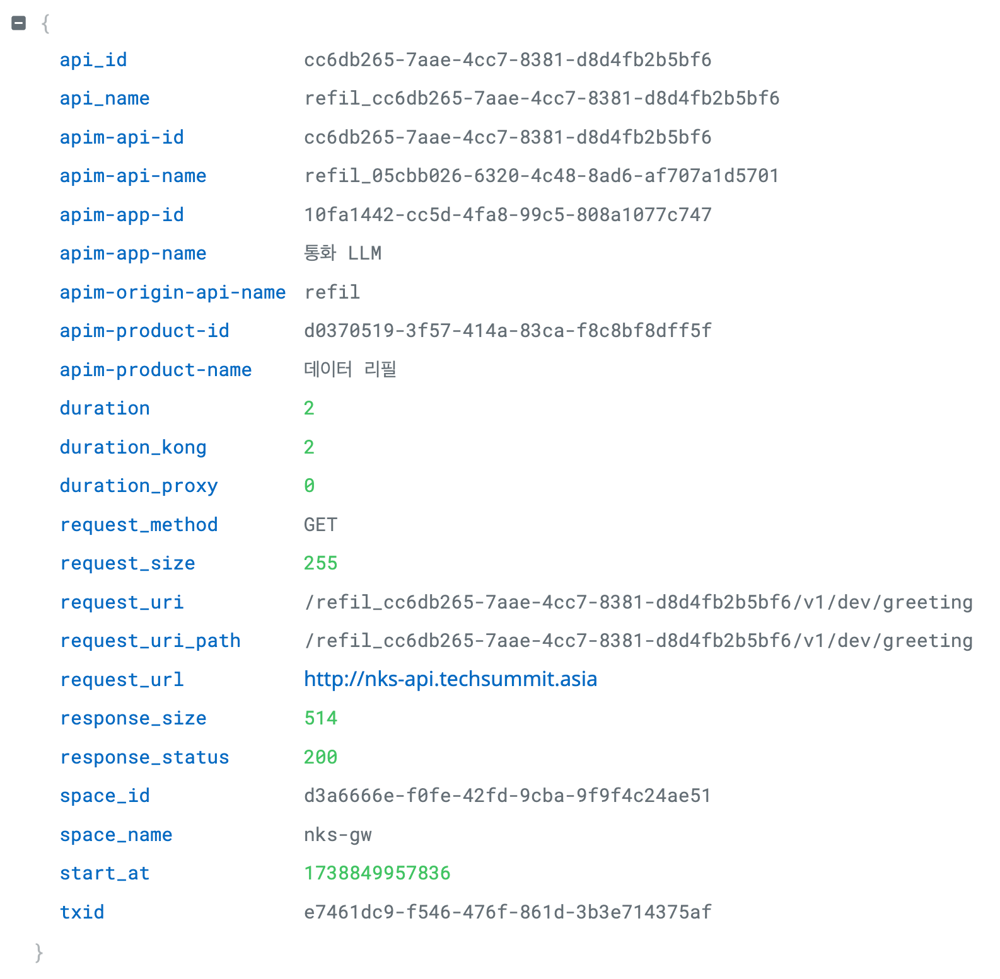 {
api_id cc6db265-7aae-4cc7-8381-d8d4fb2b5bf6
api_name refil_cc6db265-7aae-4cc7-8381-d8d4fb2b5bf6
apim-api-id cc6db265-7aae-4cc7-8381-d8d4fb2b5bf6
apim-api-name refil_05cbb026-6320-4c48-8ad6-af707a1d5701
apim-app-id 10fa1442-cc5d-4fa8-99c5-808a1077c747
apim-app-name 통화 LLM
apim-origin-api-name refil
apim-product-id d0370519-3f57-414a-83ca-f8c8bf8dff5f
apim-product-name 데이터 리필
duration 2
duration_kong 2
duration_proxy 0
request_method GET
request_size 255
request_uri /refil_cc6db265-7aae-4cc7-8381-d8d4fb2b5bf6/v1/dev/greeting
request_uri_path /refil_cc6db265-7aae-4cc7-8381-d8d4fb2b5bf6/v1/dev/greeting
request_url http://nks-api.techsummit.asia
response_size 514
response_status 200
space_id d3a6666e-f0fe-42fd-9cba-9f9f4c24ae51
space_name nks-gw
start_at 1738849957836
txid e7461dc9-f546-476f-861d-3b3e714375af
}